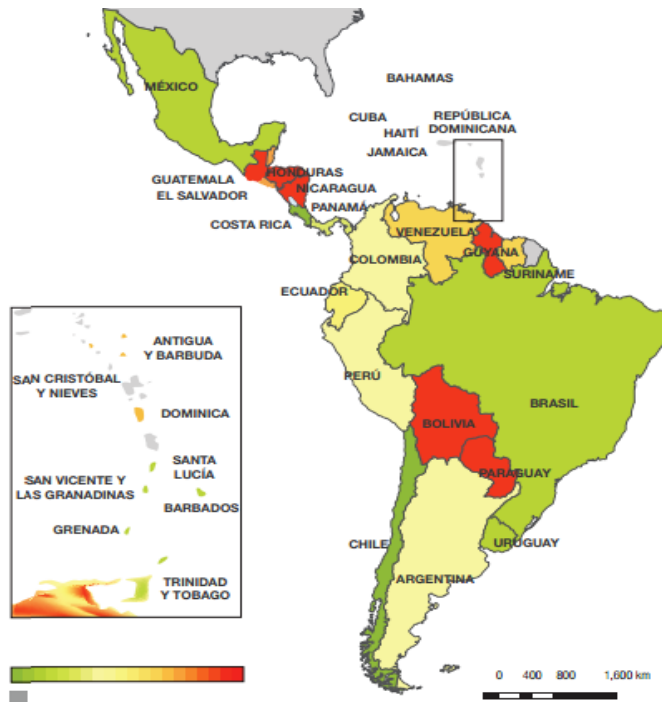 MÉXICO
BAHAMAS
CUBA
HAITÍ
JAMAICA
REPÚBLICA
DOMINICANA
GUATEMALA
EL SALVADOR
HONDURAS
NICARAGUA
PANAMÁ
COSTA RICA
VENEZUELA
GUYANA
COLOMBIA
SURINAME
ECUADOR
PERÚ
BRASIL
BOLIVIA
PARAGUAY
CHILE
URUGUAY
ARGENTINA
ANTIGUA
Y BARBUDA
SAN CRISTÓBAL
Y NIEVES
DOMINICA
SANTA
LUCÍA
SAN VICENTE Y
LAS GRANADINAS
BARBADOS
GRENADA
TRINIDAD
Y TOBAGO
0 400 800 1,600 km